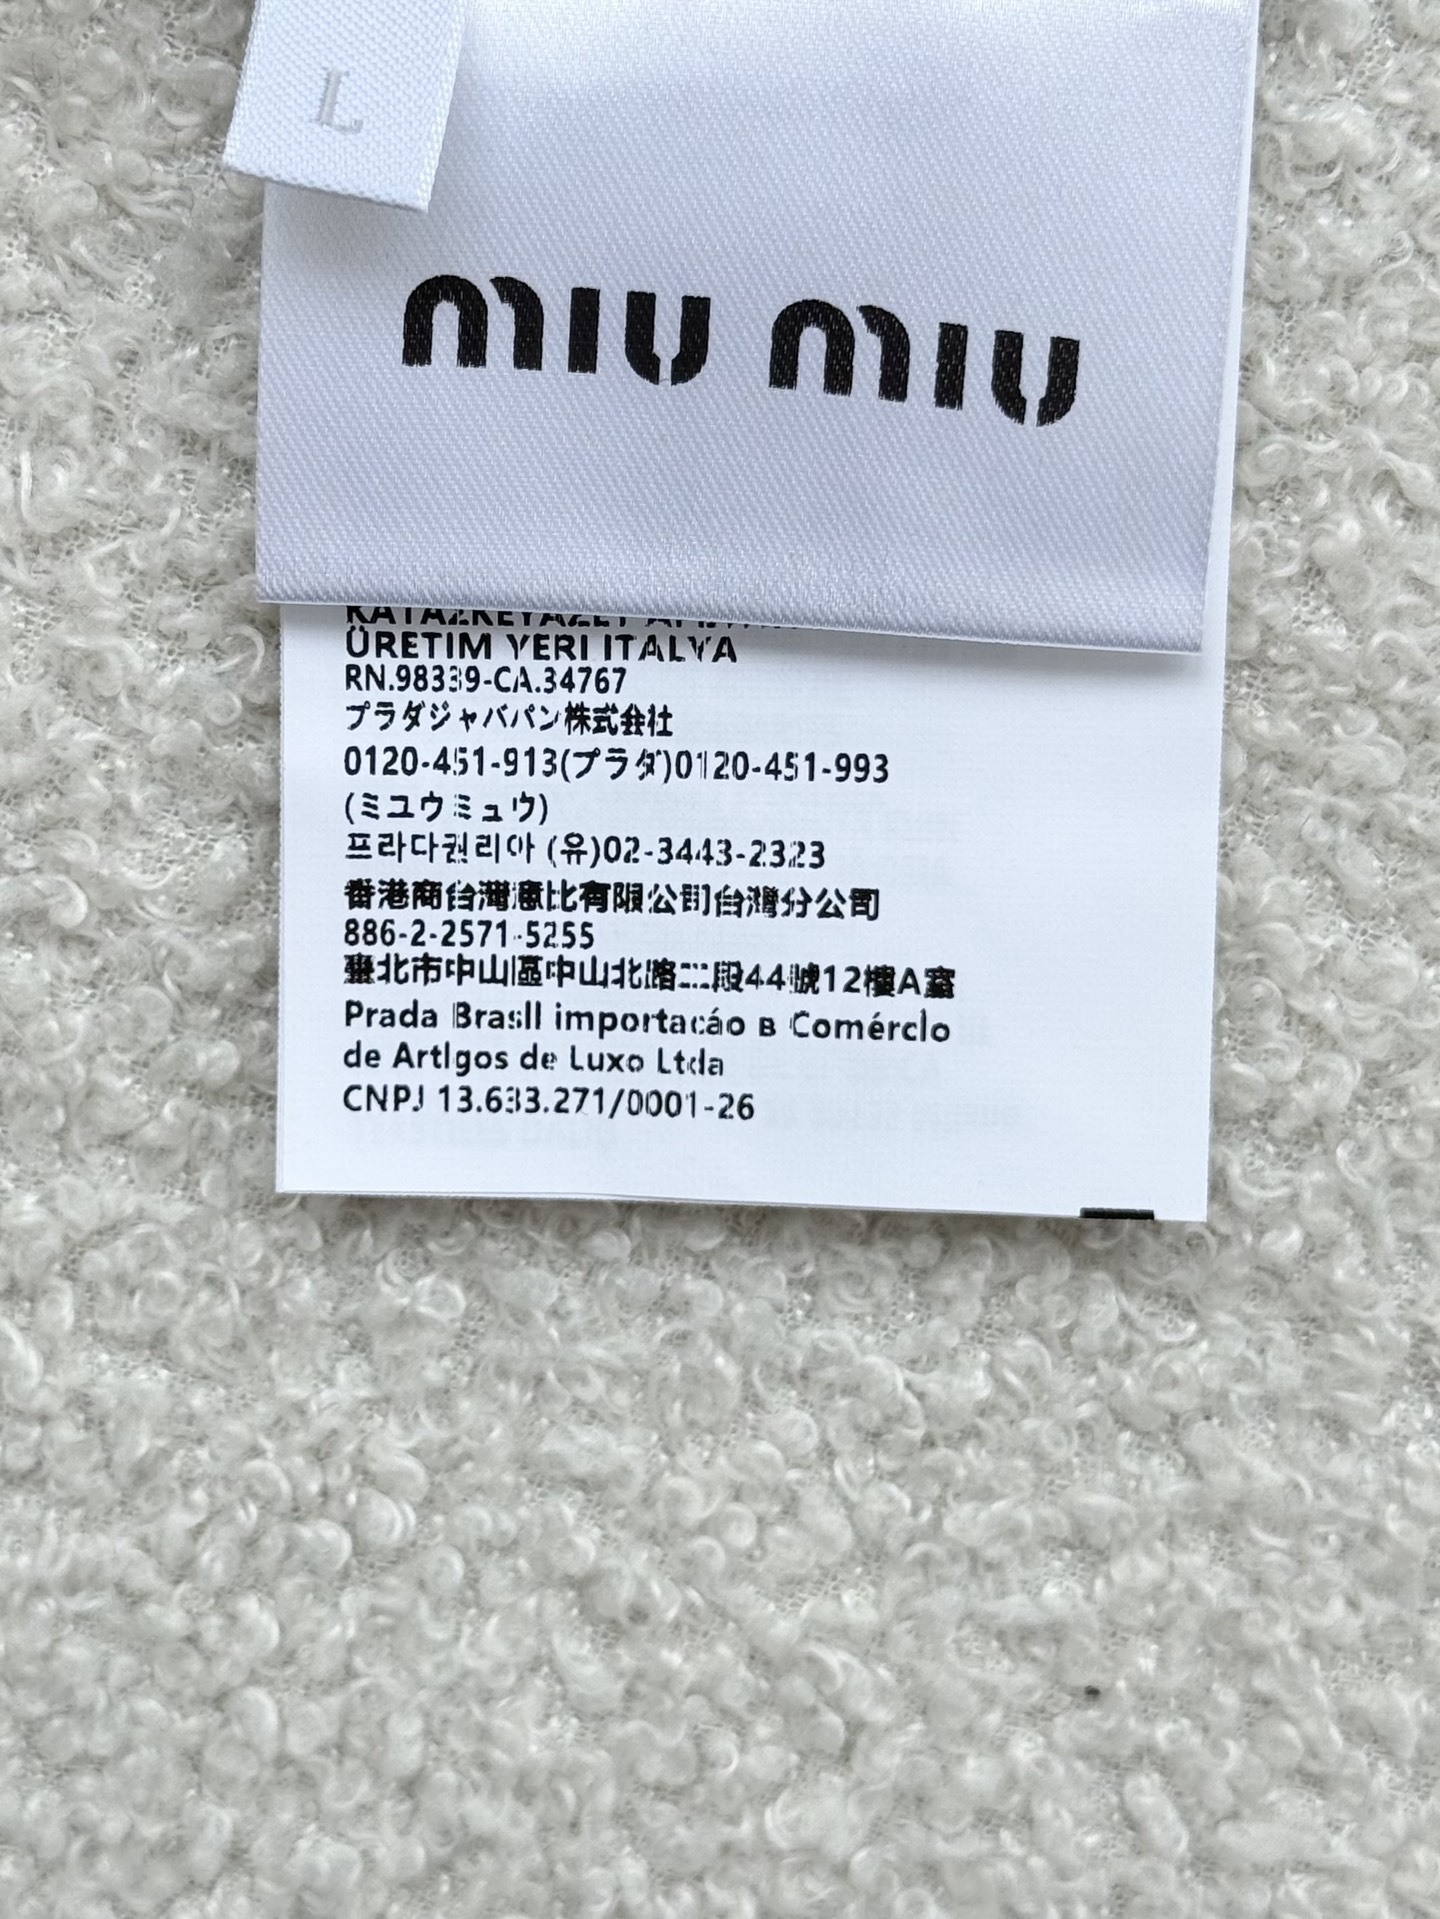 L
miu miu
ÜRETIM YERI ITALYA
RN.98339-CA.34767
プラダジャバパン株式会社
0120-451-913(プラダ)0120-451-993
(ミユウミュウ)
프라다권리아 (유)02-3443-2323
香港商台灣意比有限公司台灣分公司
886-2-2571-5255
臺北市中山區中山北路二段44號12樓A室
Prada Brasll importacáo в Comérclo
de Artlgos de Luxo Ltda
CNPJ 13.633.271/0001-26